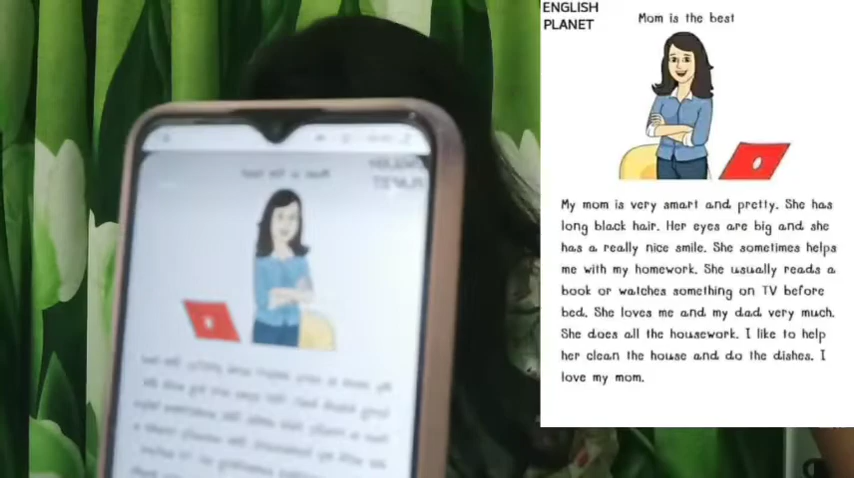 ENGLISH
PLANET
Mom is the best
My mom is very smart and pretty. She has
long black hair. Her eyes are big and she
has a really nice smile. She sometimes helps
me with my homework. She usually reads a
book or watches something on TV before
bed. She loves me and my dad very much.
She does all the housework. I like to help
her clean the house and do the dishes. I
love my mom.